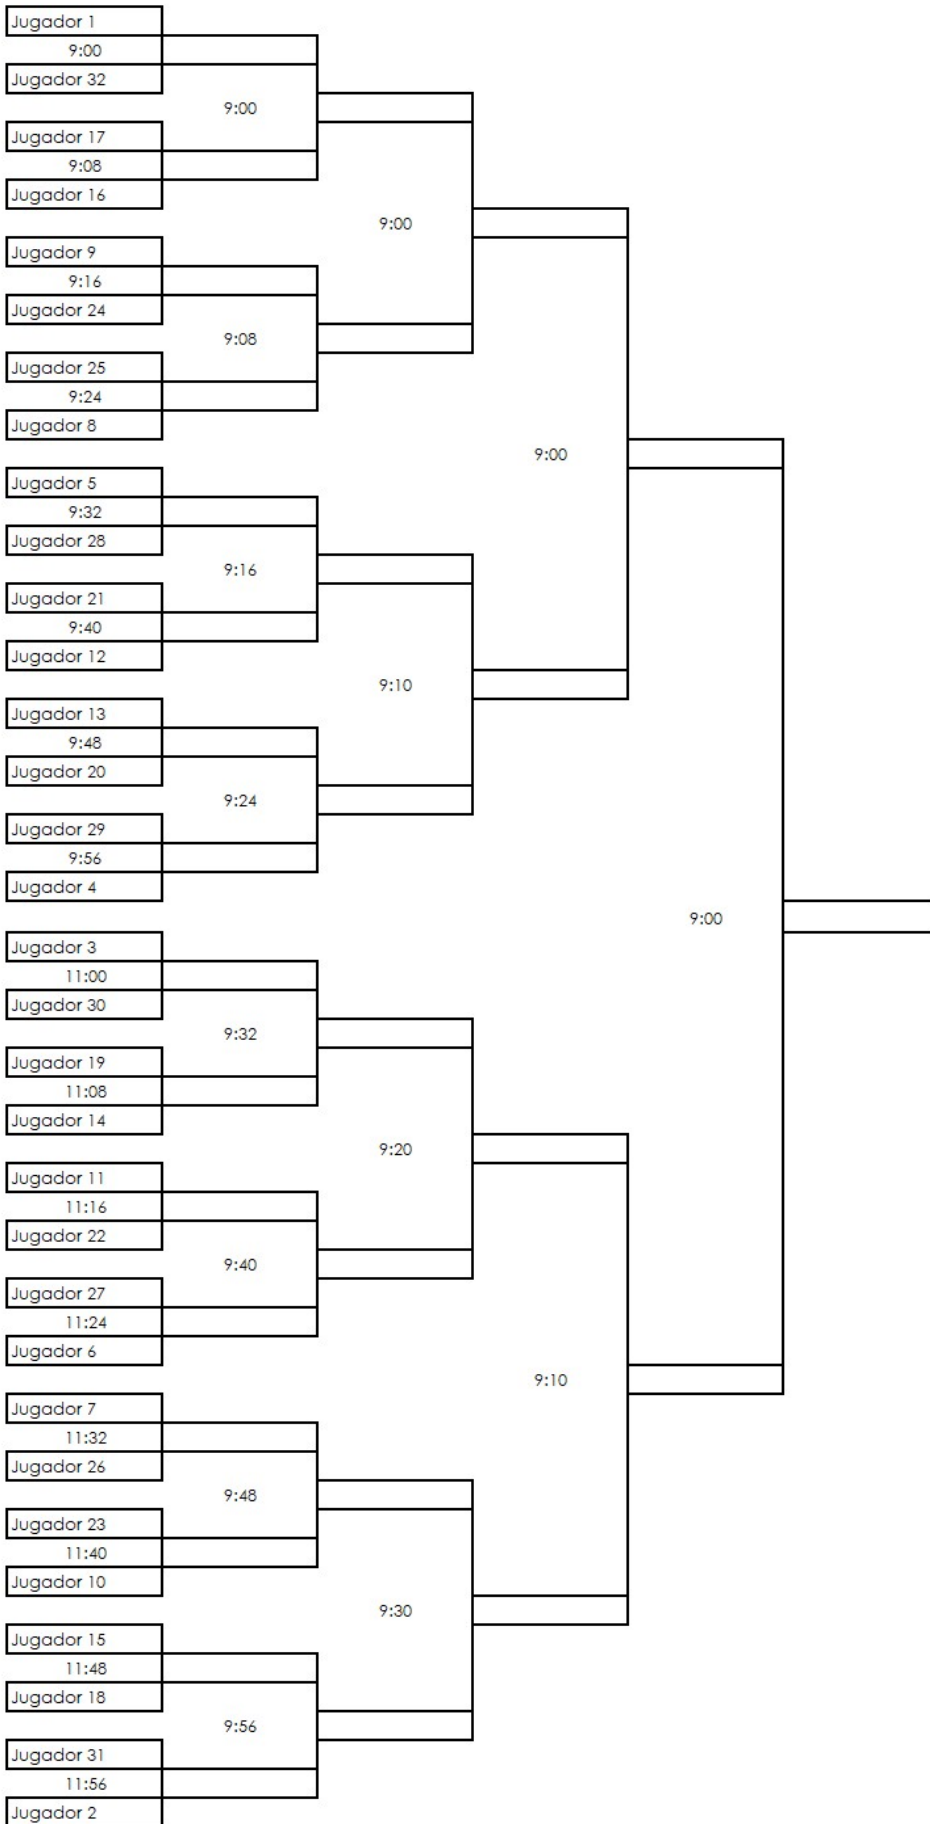 Jugador 1
9:00
Jugador 32
9:00
Jugador 17
9:08
Jugador 16
9:00
Jugador 9
9:16
Jugador 24
9:08
Jugador 25
9:24
Jugador 8
9:00
Jugador 5
9:32
Jugador 28
9:16
Jugador 21
9:40
Jugador 12
9:10
Jugador 13
9:48
Jugador 20
9:24
Jugador 29
9:56
Jugador 4
9:00
Jugador 3
11:00
Jugador 30
9:32
Jugador 19
11:08
Jugador 14
9:20
Jugador 11
11:16
Jugador 22
9:40
Jugador 27
11:24
Jugador 6
9:10
Jugador 7
11:32
Jugador 26
9:48
Jugador 23
11:40
Jugador 10
9:30
Jugador 15
11:48
Jugador 18
9:56
Jugador 31
11:56
Jugador 2